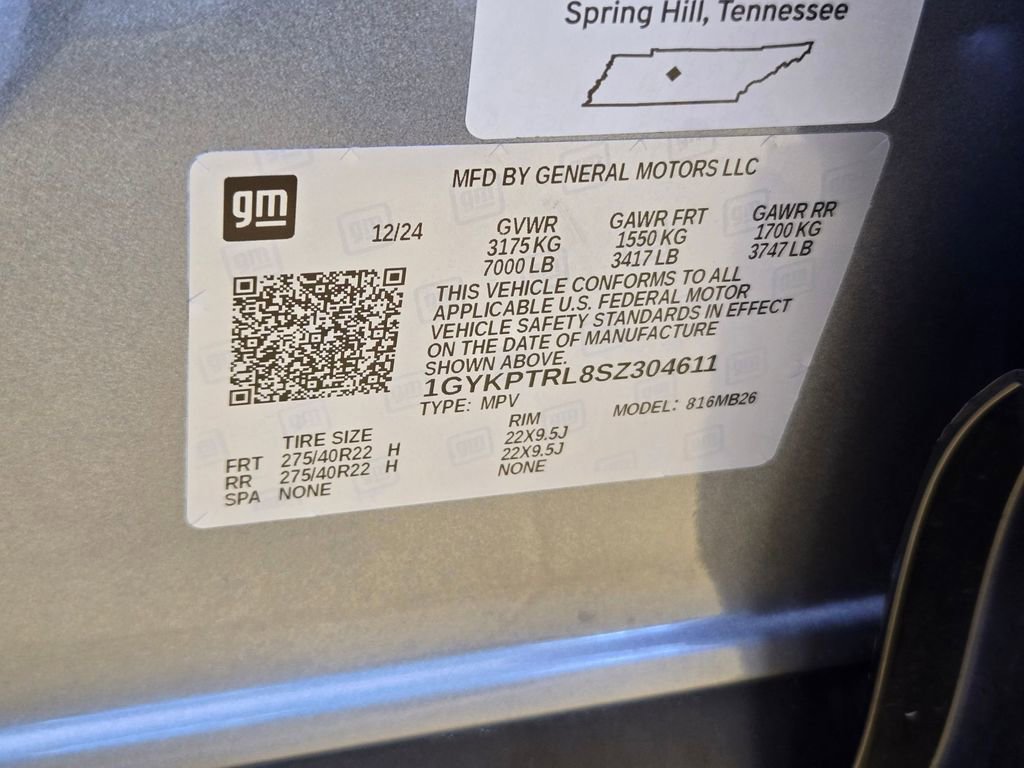 Spring Hill, Tennessee
gm
MFD BY GENERAL MOTORS LLC
12/24
GVWR
3175 KG
7000 LB
GAWR FRT
1550 KG
3417 LB
GAWR RR
1700 KG
3747 LB
THIS VEHICLE CONFORMS TO ALL
APPLICABLE U.S. FEDERAL MOTOR
VEHICLE SAFETY STANDARDS IN EFFECT
ON THE DATE OF MANUFACTURE
SHOWN ABOVE.
1GYKPTRL8SZ304611
TYPE: MPV
MODEL: 816MB26
TIRE SIZE RIM
FRT 275/40R22 H 22X9.5J
RR 275/40R22 H 22X9.5J
SPA NONE NONE